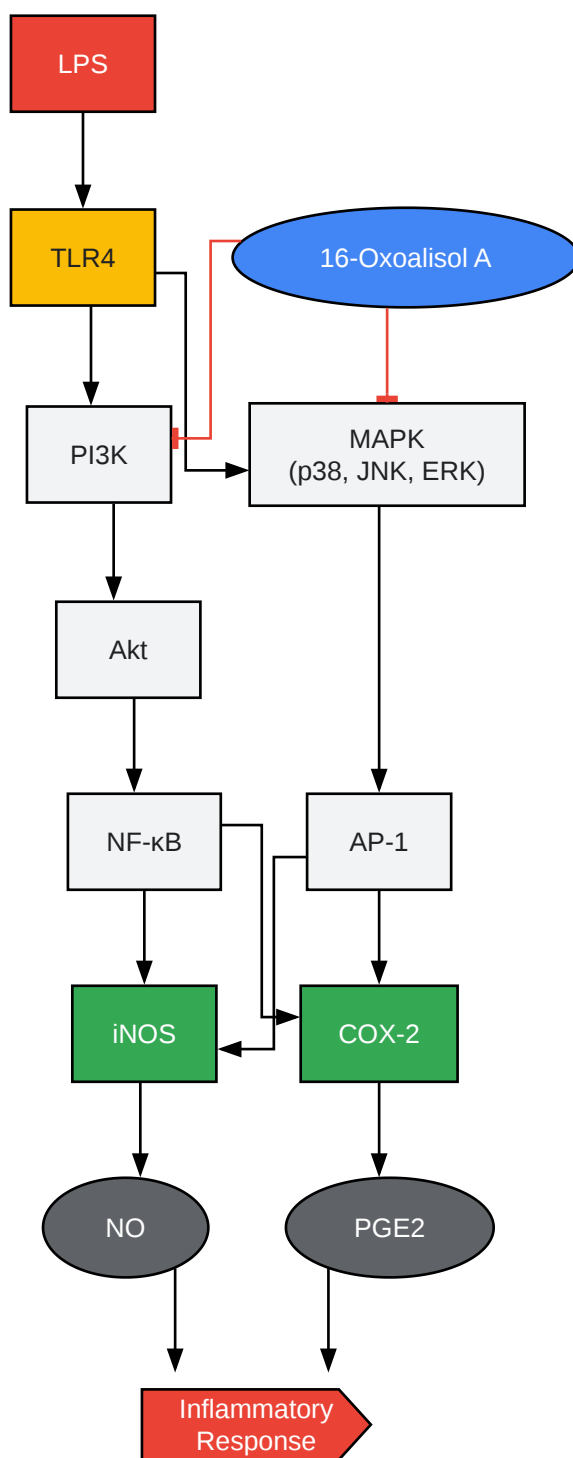 LPS
TLR4
16-Oxoalisol A
PI3K
MAPK
(p38, JNK, ERK)
Akt
NF-κB
AP-1
iNOS
COX-2
NO
PGE2
Inflammatory
Response